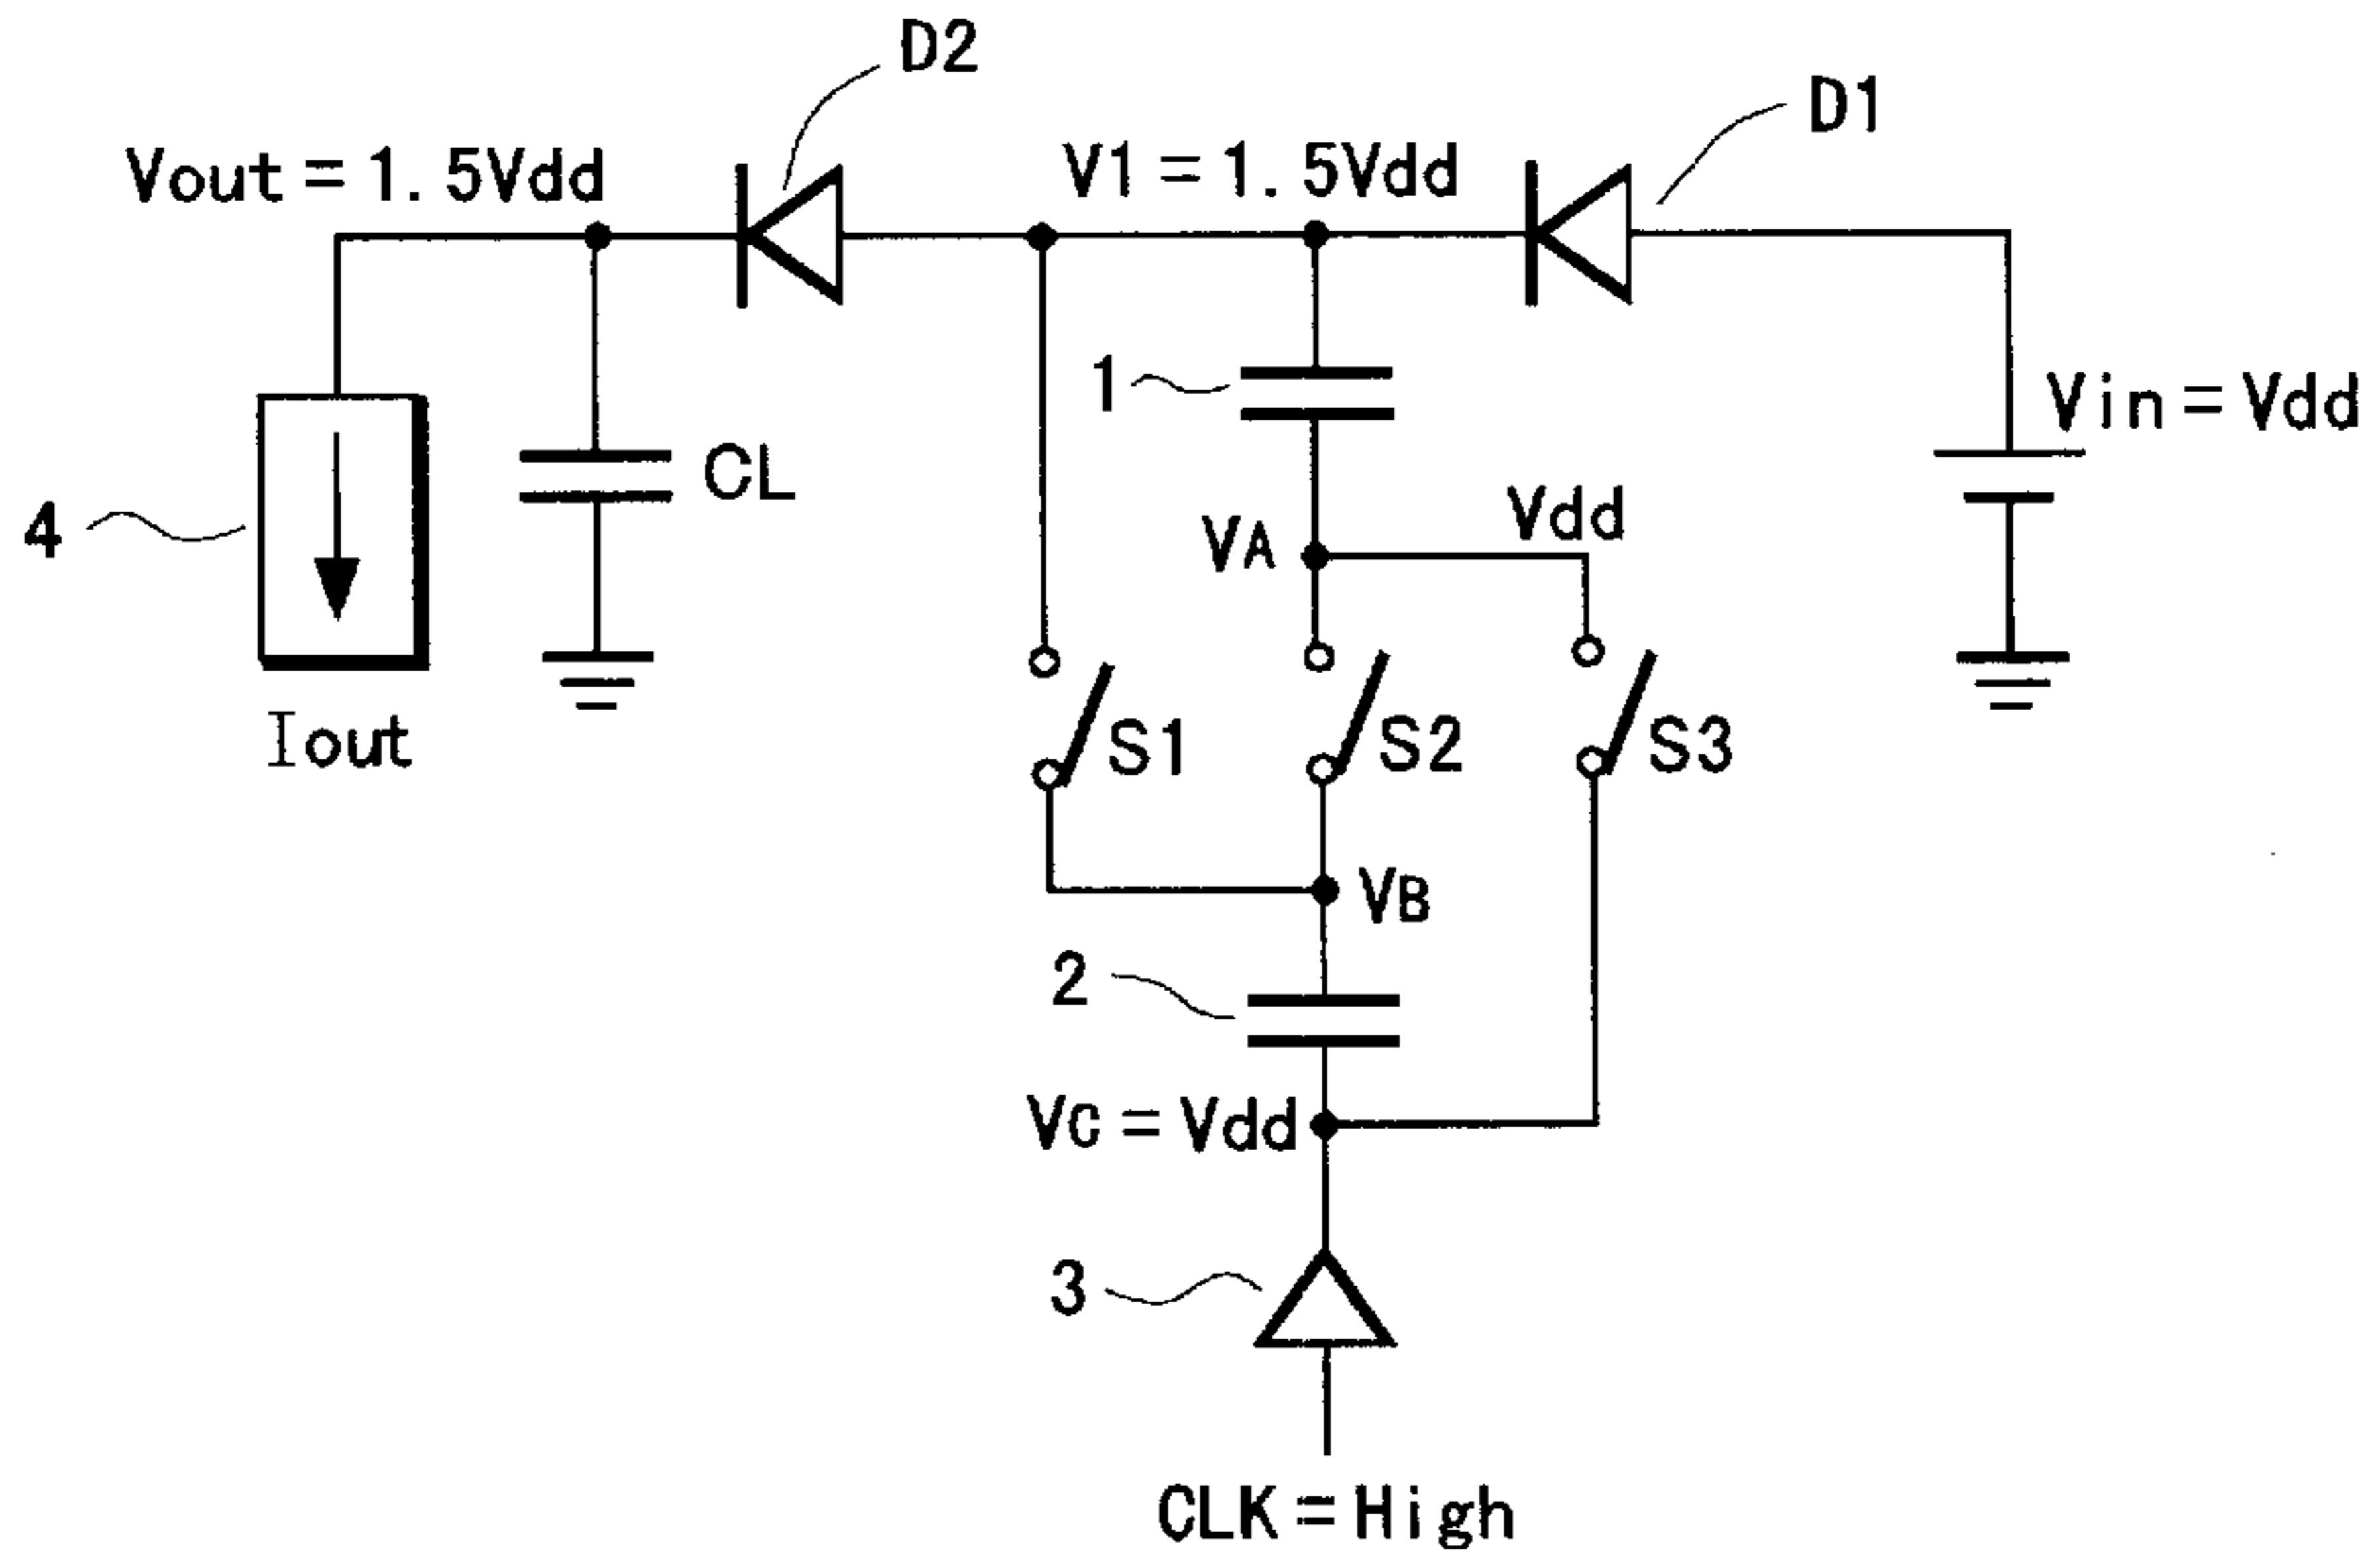 D2
D1
Vout=1.5Vdd
V1=1.5Vdd
1
Vin=Vdd
CL
Vdd
4
VA
S1
S2
S3
Iout
VB
2
VC=Vdd
3
CLK=High